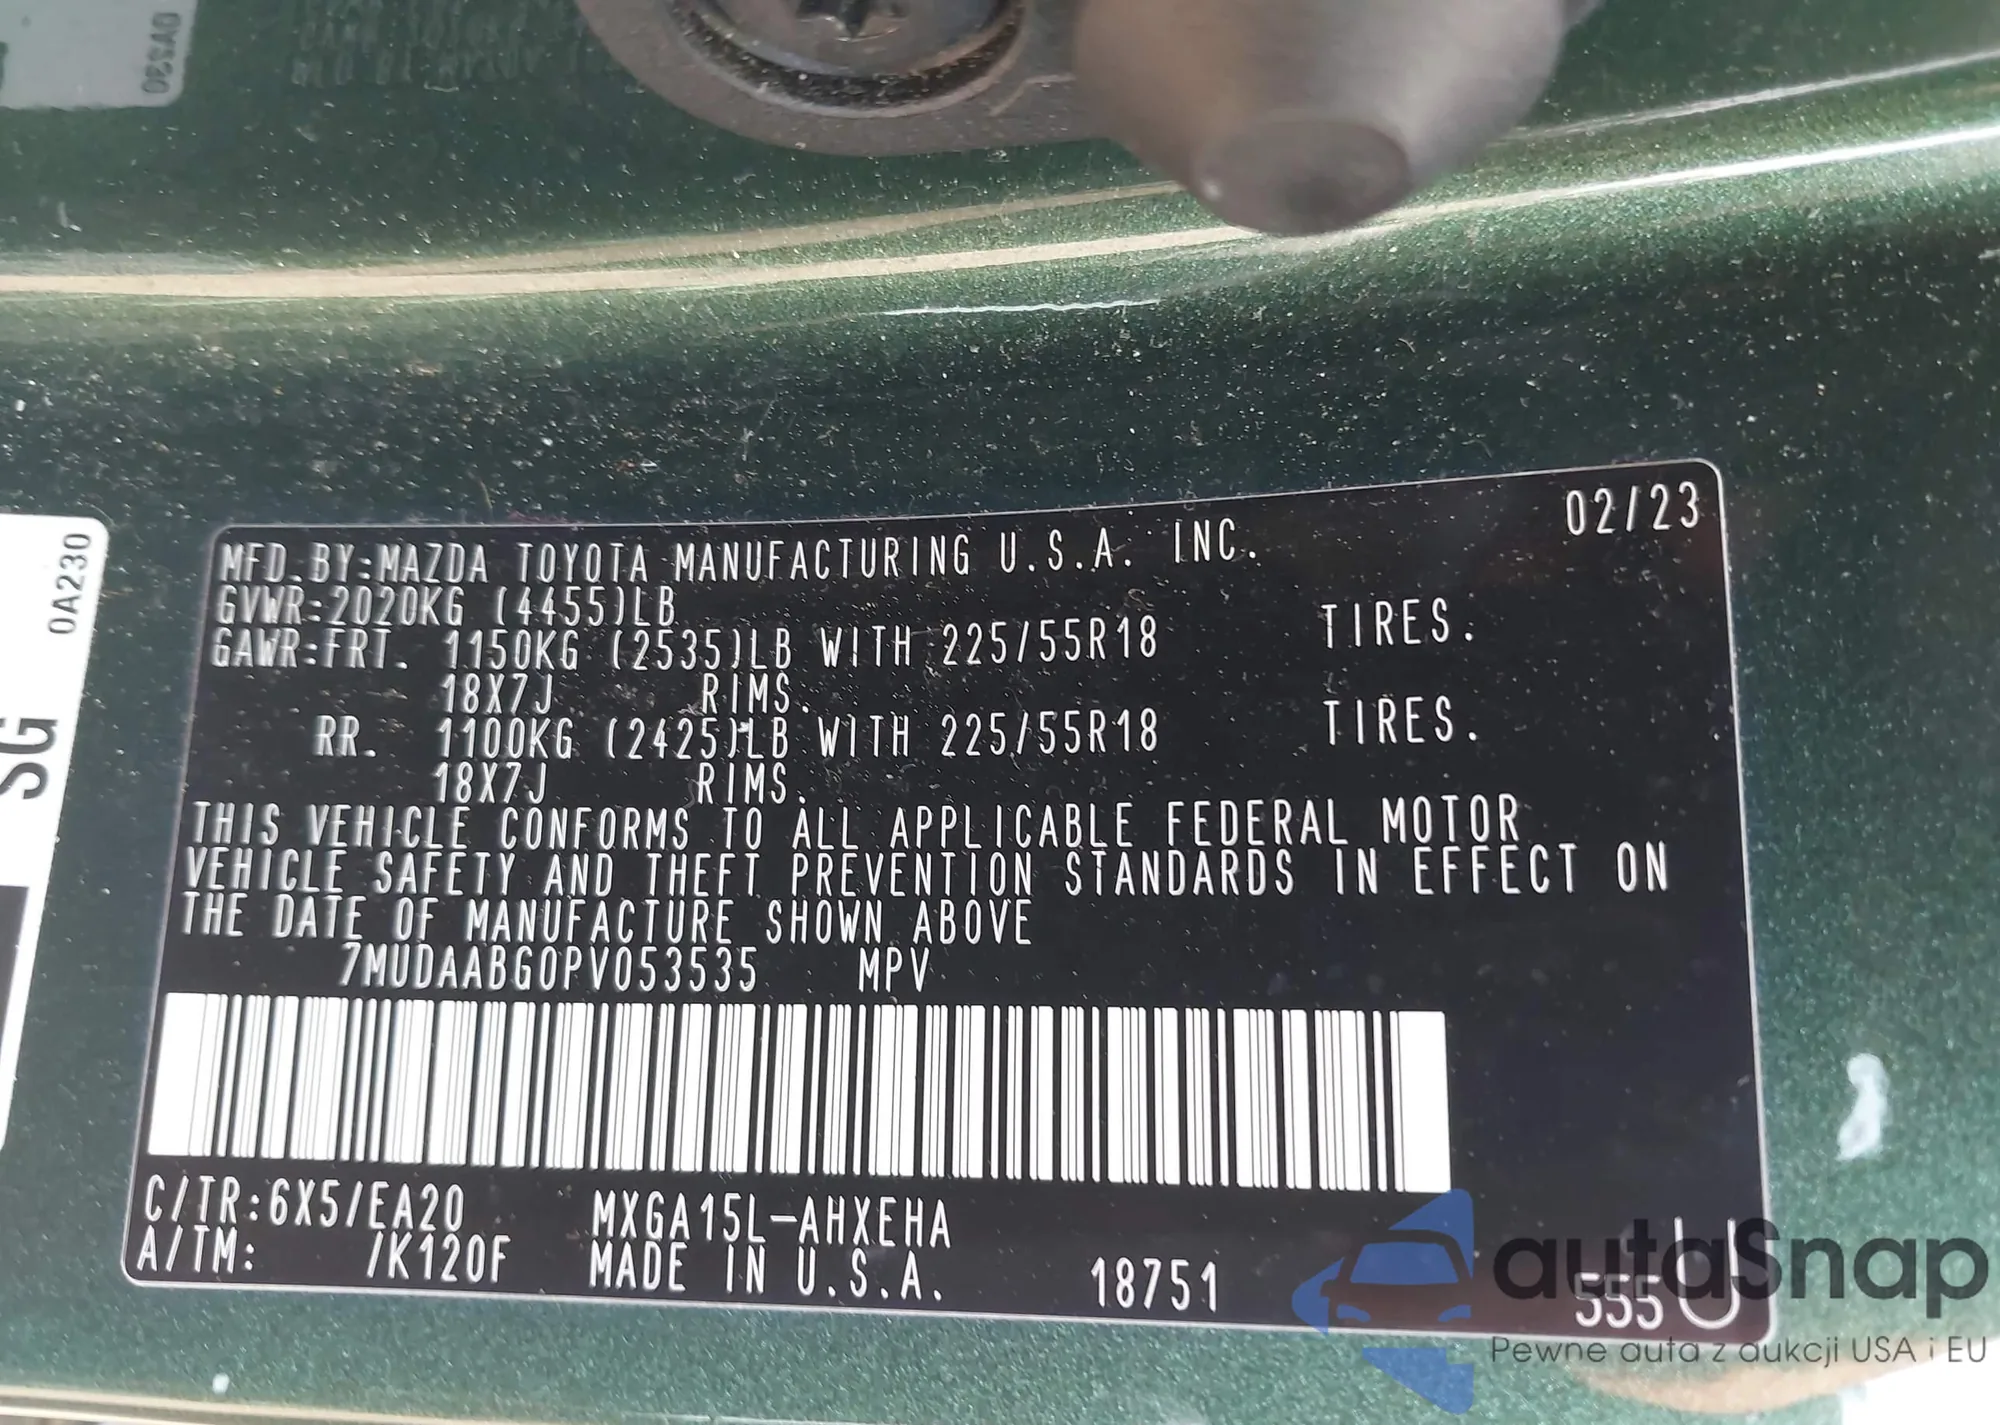 0A230
SG
02/23
MFD.BY:MAZDA TOYOTA MANUFACTURING U.S.A. INC.
GVWR:2020KG (4455)LB
GAWR:FRT. 1150KG (2535)LB WITH 225/55R18 TIRES.
18X7J RIMS.
RR. 1100KG (2425)LB WITH 225/55R18 TIRES.
18X7J RIMS.
THIS VEHICLE CONFORMS TO ALL APPLICABLE FEDERAL MOTOR
VEHICLE SAFETY AND THEFT PREVENTION STANDARDS IN EFFECT ON
THE DATE OF MANUFACTURE SHOWN ABOVE
7MUDAABG0PV053535 MPV
C/TR:6X5/EA20 MXGA15L-AHXEHA
A/TM: /K120F MADE IN U.S.A. 18751 555U
autoSnap
Pewne auta z aukcji USA i EU